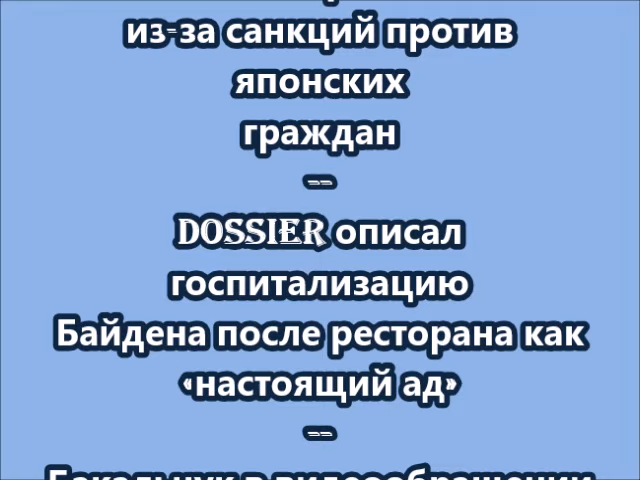 из-за санкций против
японских
граждан
--
DOSSIER описал
госпитализацию
Байдена после ресторана как
«настоящий ад»
--